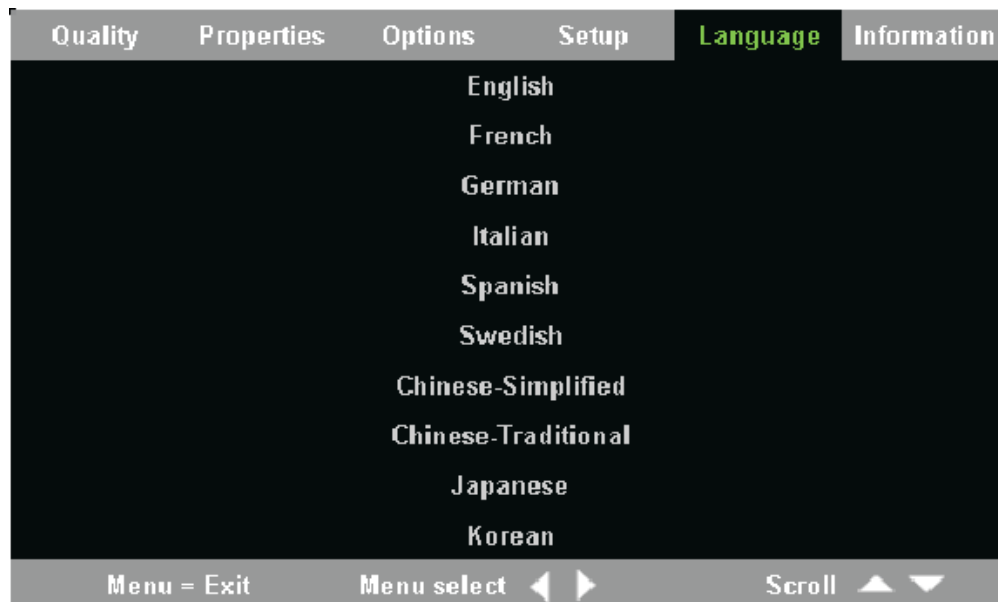 Quality Properties Options Setup Language Information
English
French
German
Italian
Spanish
Swedish
Chinese-Simplified
Chinese-Traditional
Japanese
Korean
Menu = Exit Menu select Scroll